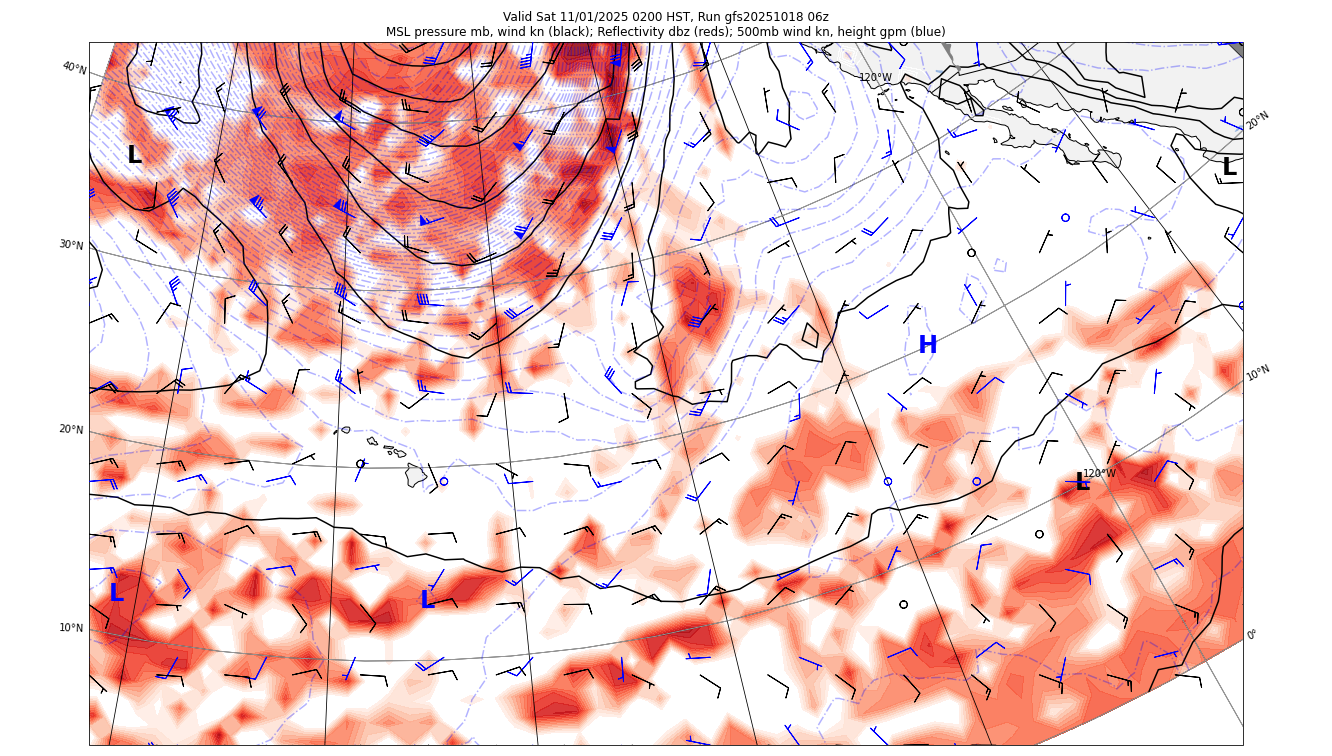 Valid Sat 11/01/2025 0200 HST, Run gfs20251018 06z
MSL pressure mb, wind kn (black); Reflectivity dbz (reds); 500mb wind kn, height gpm (blue)
40°N
120°W
20°N
L
L
30°N
H
10°N
20°N
120°W
L
L
L
10°N
0°